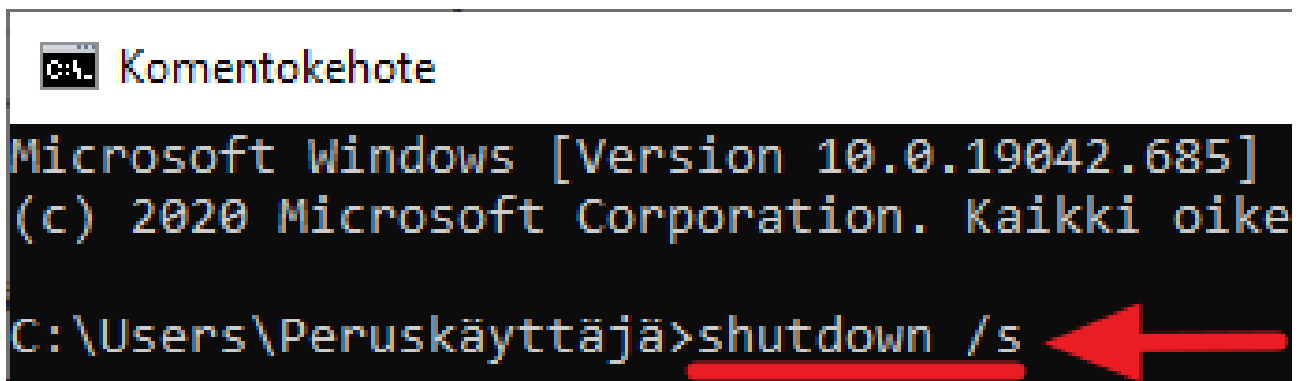 Komentokehote
Microsoft Windows [Version 10.0.19042.685]
(c) 2020 Microsoft Corporation. Kaikki oike
C:\Users\Peruskäyttäjä>shutdown /s